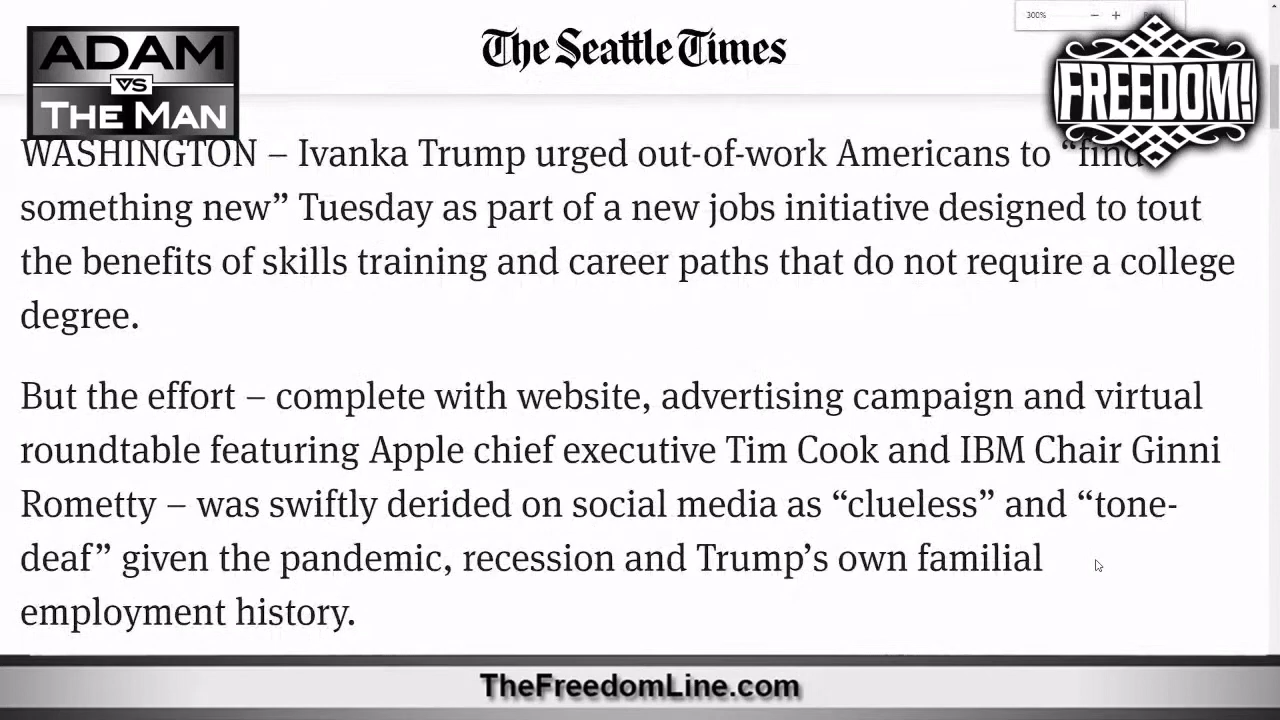 300%
The Seattle Times
ADAM
VS
THE MAN
FREEDOM!
WASHINGTON – Ivanka Trump urged out-of-work Americans to “find
something new” Tuesday as part of a new jobs initiative designed to tout
the benefits of skills training and career paths that do not require a college
degree.
But the effort – complete with website, advertising campaign and virtual
roundtable featuring Apple chief executive Tim Cook and IBM Chair Ginni
Rometty – was swiftly derided on social media as “clueless” and “tone-
deaf” given the pandemic, recession and Trump’s own familial
employment history.
TheFreedomLine.com